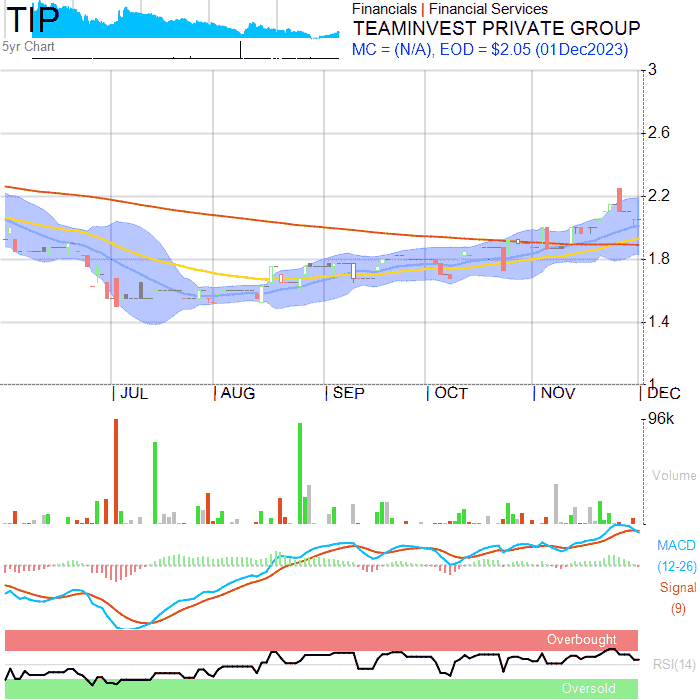 TIP
5yr Chart
Financials | Financial Services
TEAMINVEST PRIVATE GROUP
MC = (N/A), EOD = $2.05 (01Dec2023)
3
2.6
2.2
1.8
1.4
1
JUL
AUG
SEP
OCT
NOV
DEC
96k
Volume
MACD
(12-26)
Signal
(9)
Overbought
RSI(14)
Oversold